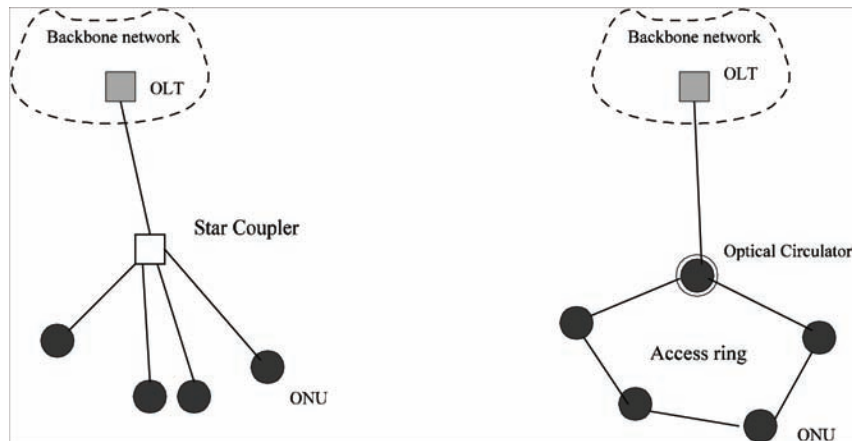 Backbone network
OLT
Star Coupler
ONU
Backbone network
OLT
Optical Circulator
Access ring
ONU